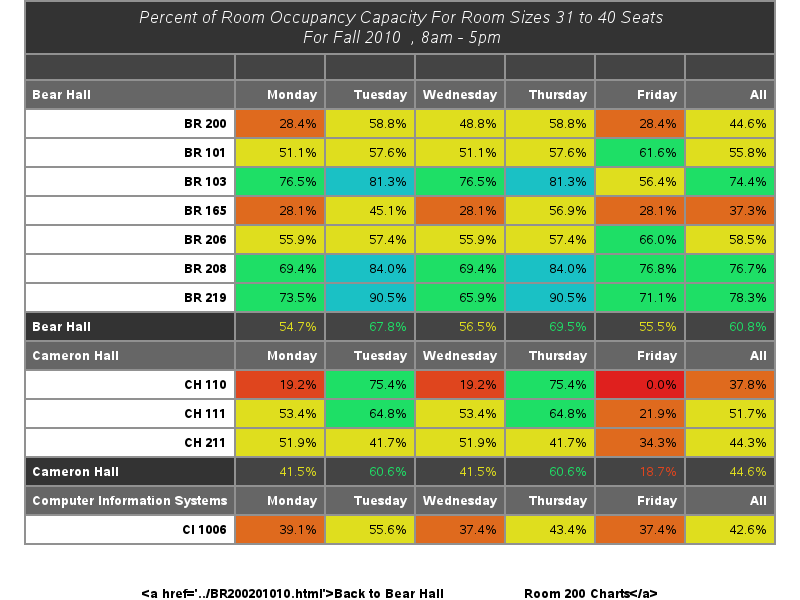 Percent of Room Occupancy Capacity For Room Sizes 31 to 40 Seats
For Fall 2010 , 8am - 5pm
Bear Hall Monday Tuesday Wednesday Thursday Friday All
BR 200 28.4% 58.8% 48.8% 58.8% 28.4% 44.6%
BR 101 51.1% 57.6% 51.1% 57.6% 61.6% 55.8%
BR 103 76.5% 81.3% 76.5% 81.3% 56.4% 74.4%
BR 165 28.1% 45.1% 28.1% 56.9% 28.1% 37.3%
BR 206 55.9% 57.4% 55.9% 57.4% 66.0% 58.5%
BR 208 69.4% 84.0% 69.4% 84.0% 76.8% 76.7%
BR 219 73.5% 90.5% 65.9% 90.5% 71.1% 78.3%
Bear Hall 54.7% 67.8% 56.5% 69.5% 55.5% 60.8%
Cameron Hall Monday Tuesday Wednesday Thursday Friday All
CH 110 19.2% 75.4% 19.2% 75.4% 0.0% 37.8%
CH 111 53.4% 64.8% 53.4% 64.8% 21.9% 51.7%
CH 211 51.9% 41.7% 51.9% 41.7% 34.3% 44.3%
Cameron Hall 41.5% 60.6% 41.5% 60.6% 18.7% 44.6%
Computer Information Systems Monday Tuesday Wednesday Thursday Friday All
CI 1006 39.1% 55.6% 37.4% 43.4% 37.4% 42.6%
<a href='../BR200201010.html'>Back to Bear Hall Room 200 Charts</a>